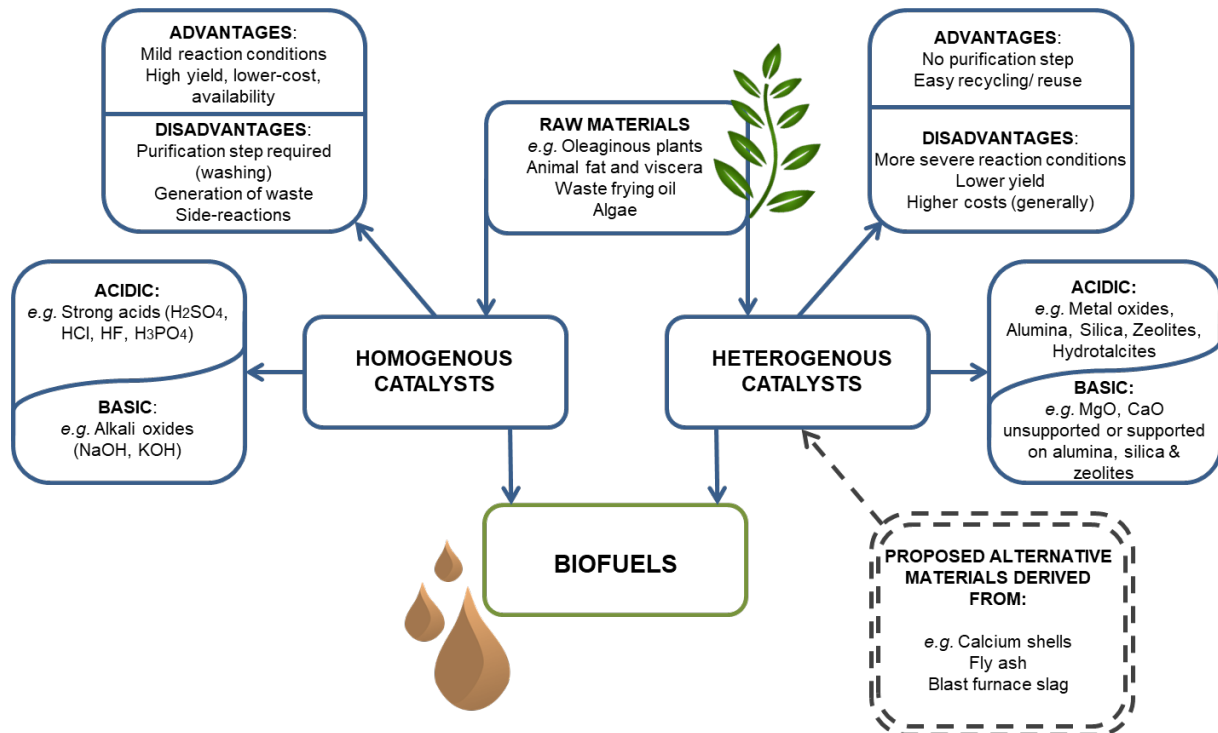 ADVANTAGES:
Mild reaction conditions
High yield, lower-cost,
availability
DISADVANTAGES:
Purification step required
(washing)
Generation of waste
Side-reactions
RAW MATERIALS
e.g. Oleaginous plants
Animal fat and viscera
Waste frying oil
Algae
ADVANTAGES:
No purification step
Easy recycling/ reuse
DISADVANTAGES:
More severe reaction conditions
Lower yield
Higher costs (generally)
ACIDIC:
e.g. Strong acids (H2SO4,
HCl, HF, H3PO4)
BASIC:
e.g. Alkali oxides
(NaOH, KOH)
HOMOGENOUS
CATALYSTS
HETEROGENOUS
CATALYSTS
ACIDIC:
e.g. Metal oxides,
Alumina, Silica, Zeolites,
Hydrotalcites
BASIC:
e.g. MgO, CaO
unsupported or supported
on alumina, silica &
zeolites
BIOFUELS
PROPOSED ALTERNATIVE
MATERIALS DERIVED
FROM:
e.g. Calcium shells
Fly ash
Blast furnace slag